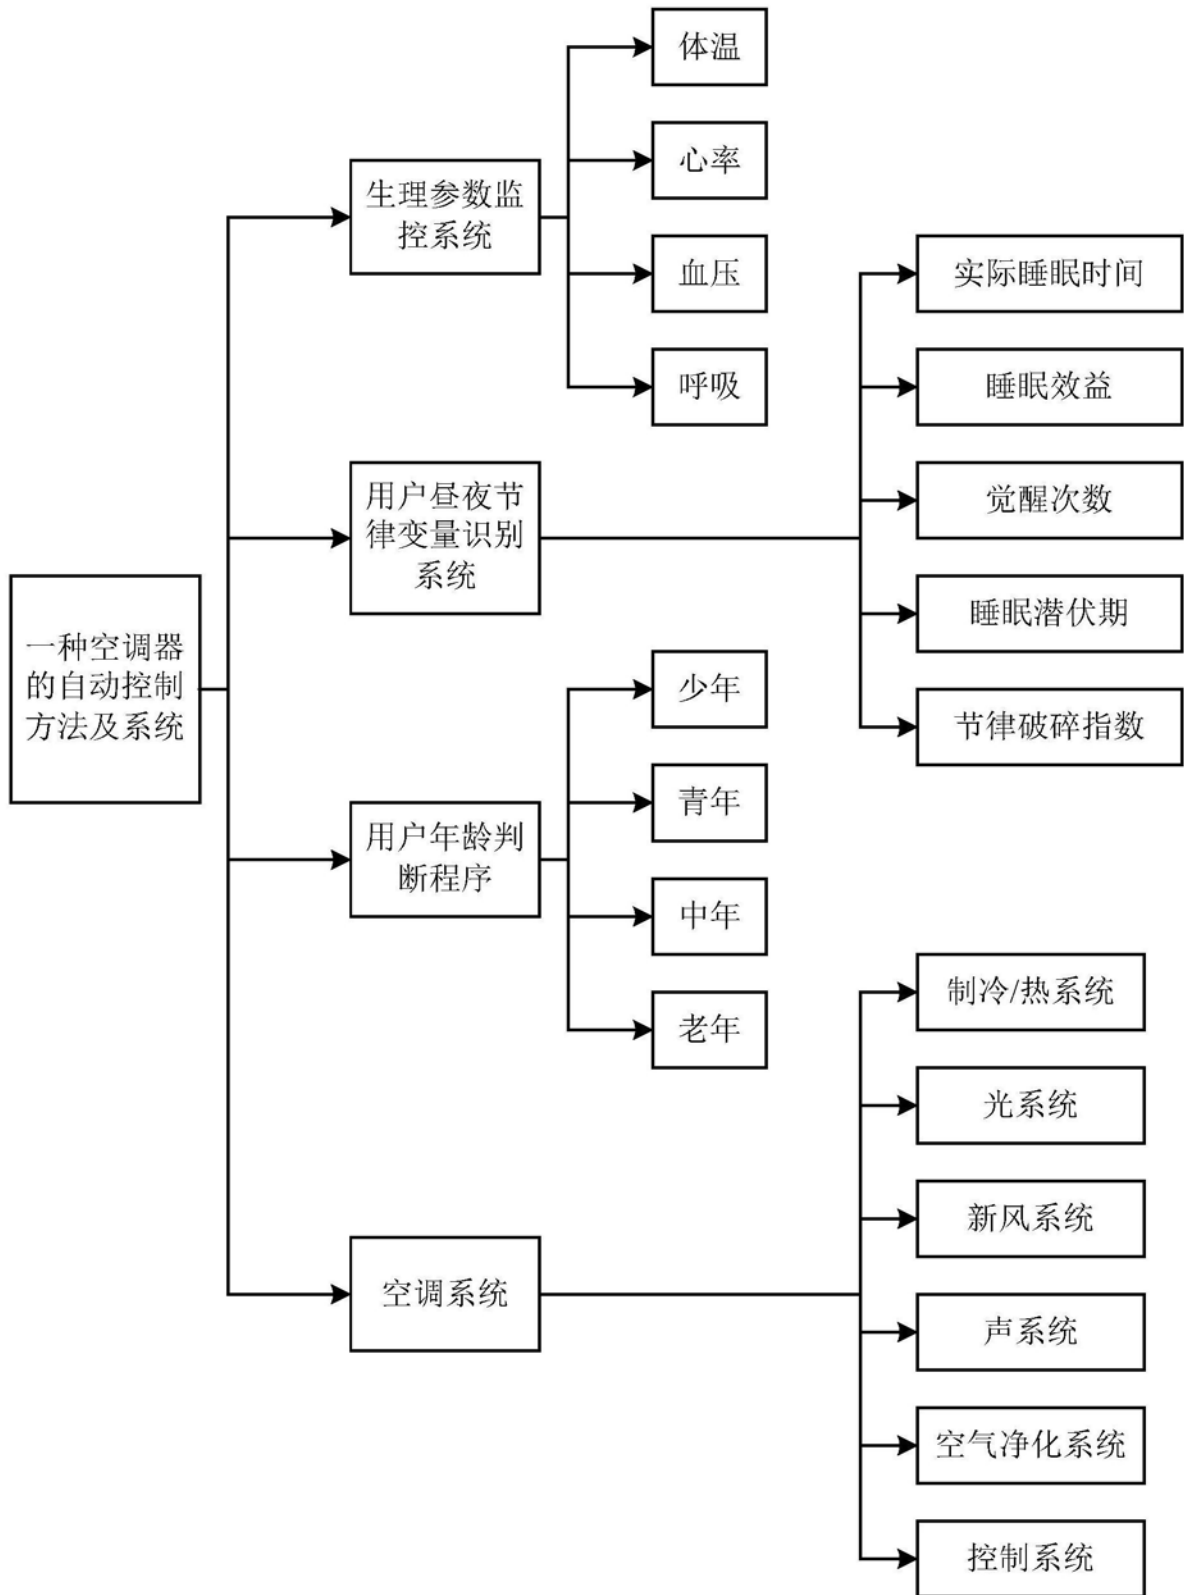 一种空调器
的自动控制
方法及系统
生理参数监
控系统
体温
心率
血压
呼吸
用户昼夜节
律变量识别
系统
实际睡眠时间
睡眠效益
觉醒次数
睡眠潜伏期
节律破碎指数
用户年龄判
断程序
少年
青年
中年
老年
空调系统
制冷/热系统
光系统
新风系统
声系统
空气净化系统
控制系统